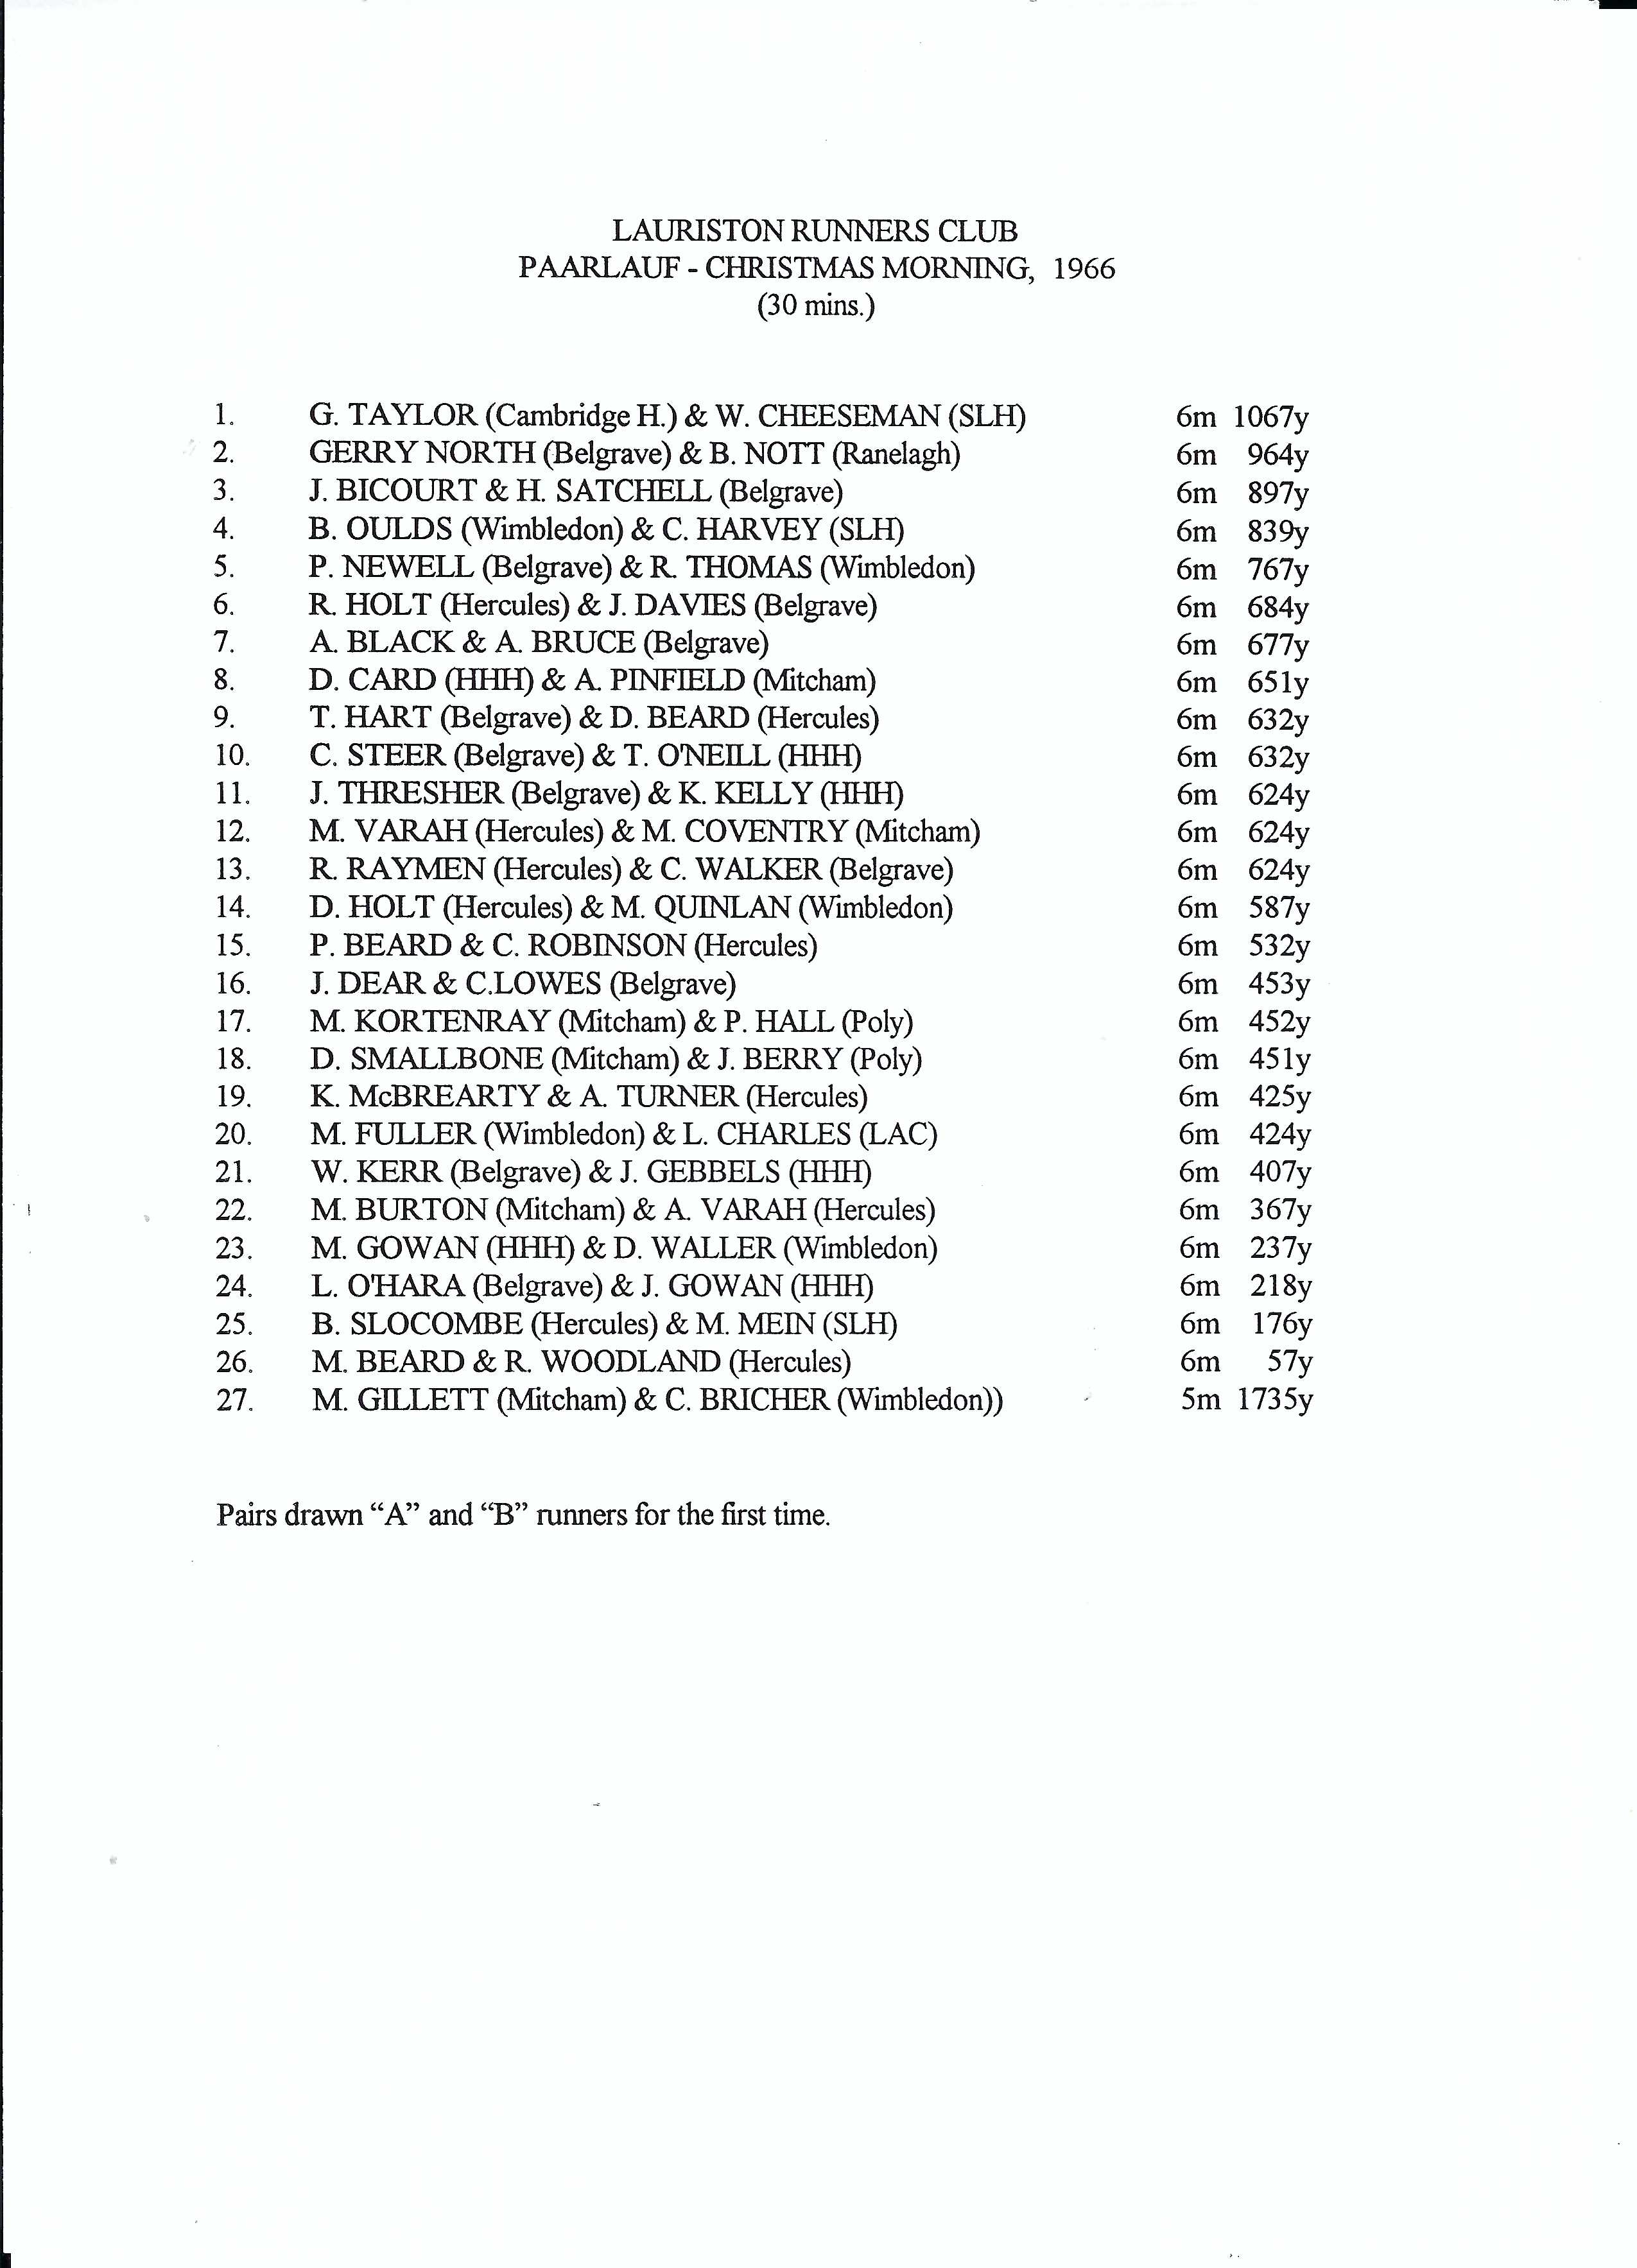 LAURISTON RUNNERS CLUB
PAARLAUF - CHRISTMAS MORNING, 1966
(30 mins.)
1. G. TAYLOR (Cambridge H.) & W. CHEESEMAN (SLH) 6m 1067y
2. GERRY NORTH (Belgrave) & B. NOTT (Ranelagh) 6m 964y
3. J. BICOURT & H. SATCHELL (Belgrave) 6m 897y
4. B. OULDS (Wimbledon) & C. HARVEY (SLH) 6m 839y
5. P. NEWELL (Belgrave) & R. THOMAS (Wimbledon) 6m 767y
6. R. HOLT (Hercules) & J. DAVIES (Belgrave) 6m 684y
7. A. BLACK & A. BRUCE (Belgrave) 6m 677y
8. D. CARD (HHH) & A. PINFIELD (Mitcham) 6m 651y
9. T. HART (Belgrave) & D. BEARD (Hercules) 6m 632y
10. C. STEER (Belgrave) & T. O'NEILL (HHH) 6m 632y
11. J. THRESHER (Belgrave) & K. KELLY (HHH) 6m 624y
12. M. VARAH (Hercules) & M. COVENTRY (Mitcham) 6m 624y
13. R. RAYMEN (Hercules) & C. WALKER (Belgrave) 6m 624y
14. D. HOLT (Hercules) & M. QUINLAN (Wimbledon) 6m 587y
15. P. BEARD & C. ROBINSON (Hercules) 6m 532y
16. J. DEAR & C.LOWES (Belgrave) 6m 453y
17. M. KORTENRAY (Mitcham) & P. HALL (Poly) 6m 452y
18. D. SMALLBONE (Mitcham) & J. BERRY (Poly) 6m 451y
19. K. McBREARTY & A. TURNER (Hercules) 6m 425y
20. M. FULLER (Wimbledon) & L. CHARLES (LAC) 6m 424y
21. W. KERR (Belgrave) & J. GEBBELS (HHH) 6m 407y
22. M. BURTON (Mitcham) & A. VARAH (Hercules) 6m 367y
23. M. GOWAN (HHH) & D. WALLER (Wimbledon) 6m 237y
24. L. O'HARA (Belgrave) & J. GOWAN (HHH) 6m 218y
25. B. SLOCOMBE (Hercules) & M. MEIN (SLH) 6m 176y
26. M. BEARD & R. WOODLAND (Hercules) 6m 57y
27. M. GILLETT (Mitcham) & C. BRICHER (Wimbledon)) 5m 1735y
Pairs drawn “A” and “B” runners for the first time.